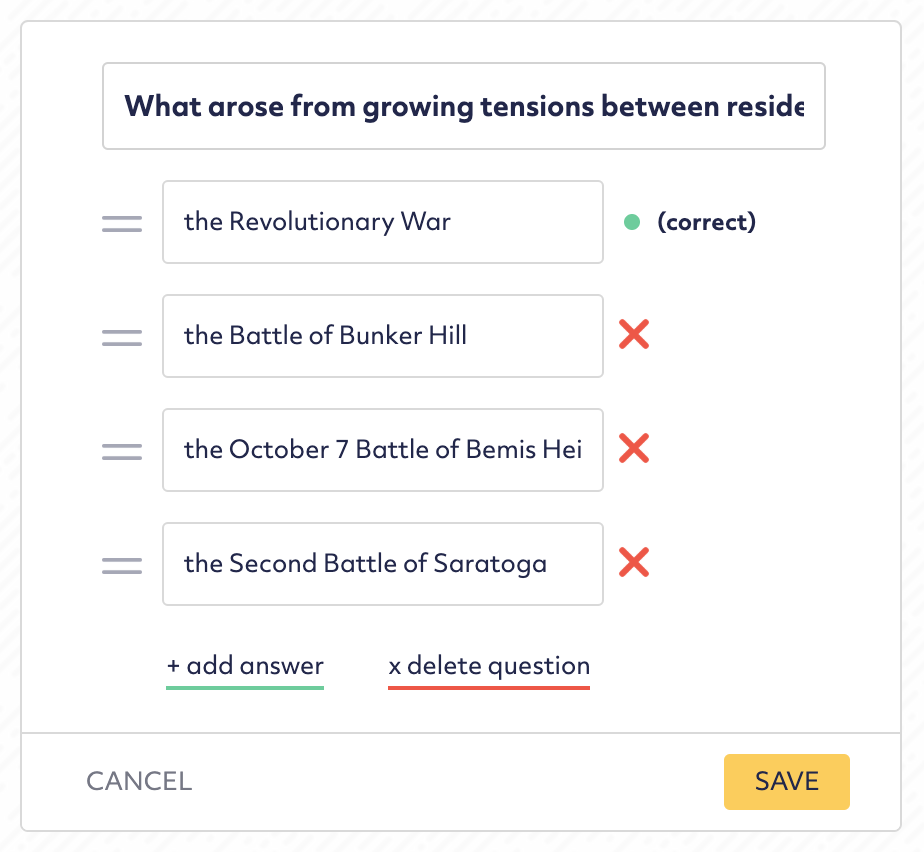 What arose from growing tensions between reside
the Revolutionary War
(correct)
the Battle of Bunker Hill
the October 7 Battle of Bemis Hei
the Second Battle of Saratoga
+ add answer
x delete question
CANCEL
SAVE